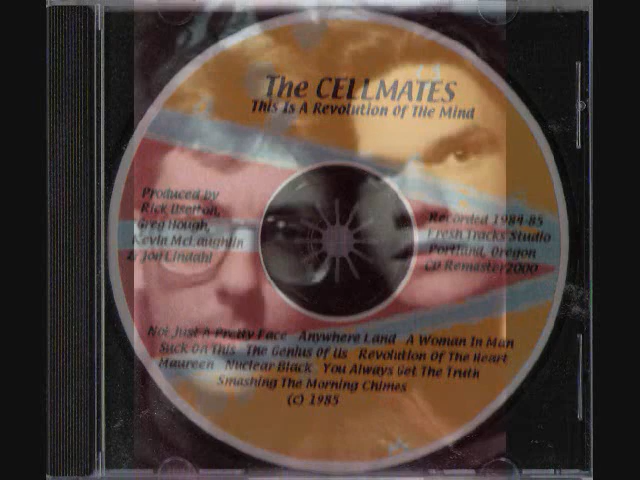 The CELLMATES
This Is A Revolution Of The Mind
Produced by
Rick Userton,
Greg Hough,
Kevin McLaughlin
& Jon Lindahl
Recorded 1984-85
Fresh Tracks Studio
Portland, Oregon
CD Remaster 2000
Not Just A Pretty Face Anywhere Land A Woman In Man
Suck On This The Genius Of Us Revolution Of The Heart
Maureen Nuclear Black You Always Get The Truth
Smashing The Morning Chimes
(c) 1985